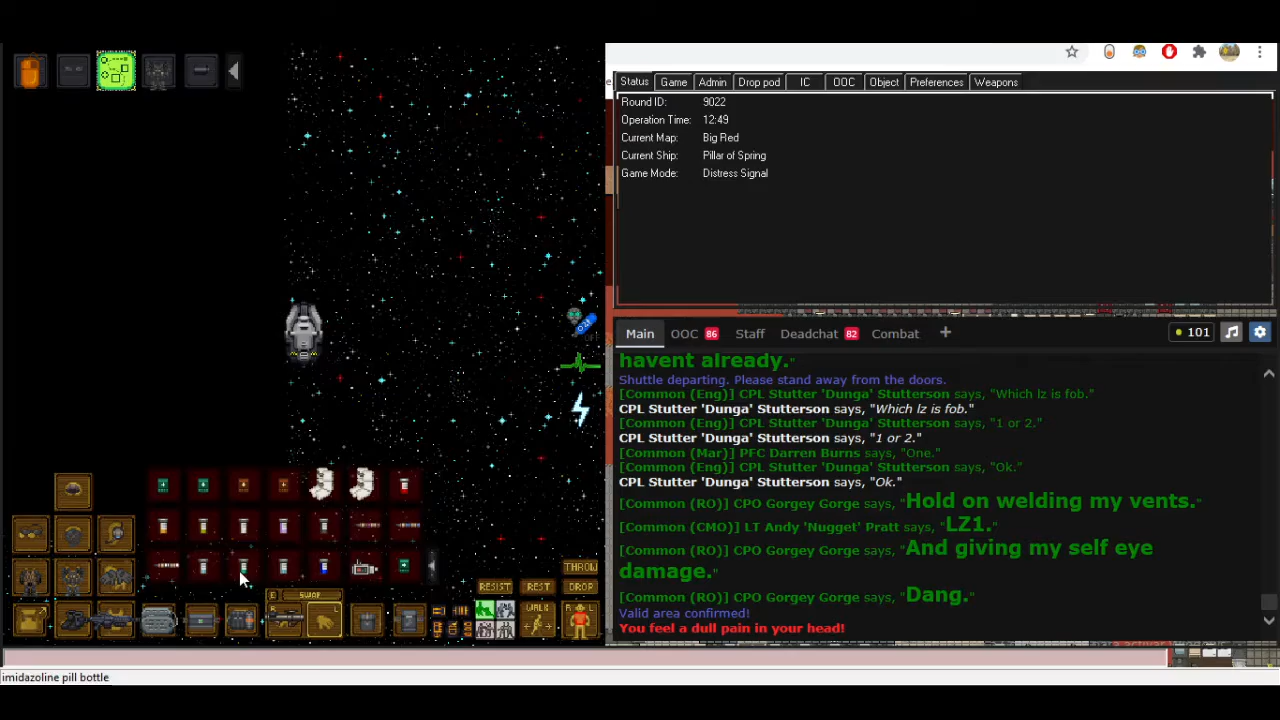 Status Game Admin Drop pod IC OOC Object Preferences Weapons
Round ID: 9022
Operation Time: 12:49
Current Map: Big Red
Current Ship: Pillar of Spring
Game Mode: Distress Signal
Main OOC 86 Staff Deadchat 82 Combat + 101
havent already."
Shuttle departing. Please stand away from the doors.
[Common (Eng)] CPL Stutter 'Dunga' Stutterson says, "Which lz is fob."
CPL Stutter 'Dunga' Stutterson says, "Which lz is fob."
[Common (Eng)] CPL Stutter 'Dunga' Stutterson says, "1 or 2."
CPL Stutter 'Dunga' Stutterson says, "1 or 2."
[Common (Mar)] PFC Darren Burns says, "One."
[Common (Eng)] CPL Stutter 'Dunga' Stutterson says, "Ok."
CPL Stutter 'Dunga' Stutterson says, "Ok."
[Common (RO)] CPO Gorgey Gorge says, "Hold on welding my vents."
[Common (CMO)] LT Andy 'Nugget' Pratt says, "LZ1."
[Common (RO)] CPO Gorgey Gorge says, "And giving my self eye
damage."
[Common (RO)] CPO Gorgey Gorge says, "Dang."
Valid area confirmed!
You feel a dull pain in your head!
THROW
RESIST REST DROP
E SWAP
R L WALK R L
imidazoline pill bottle